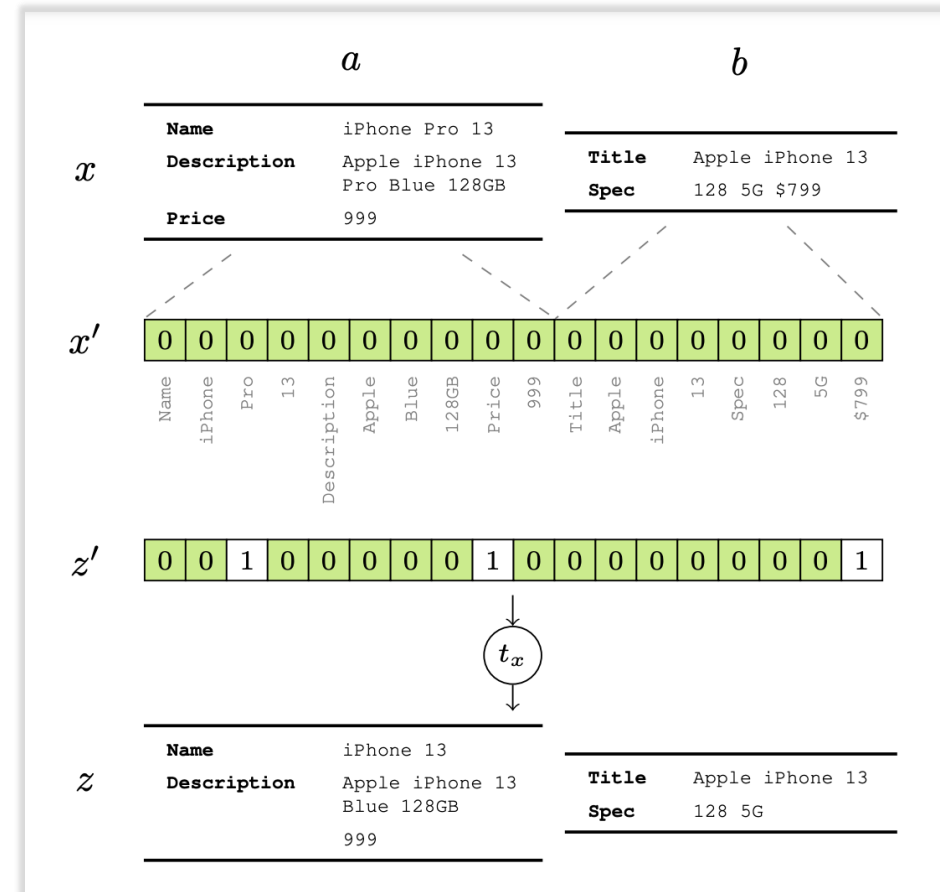 a b
x
Name iPhone Pro 13
Description Apple iPhone 13
Pro Blue 128GB
Price 999
Title Apple iPhone 13
Spec 128 5G $799
x′ 0 0 0 0 0 0 0 0 0 0 0 0 0 0 0 0 0 0
Name iPhone Pro 13 Description Apple Blue 128GB Price 999 Title Apple iPhone 13 Spec 128 5G $799
z′ 0 0 1 0 0 0 0 0 1 0 0 0 0 0 0 0 0 1
tₓ
z
Name iPhone 13
Description Apple iPhone 13
Blue 128GB
999
Title Apple iPhone 13
Spec 128 5G